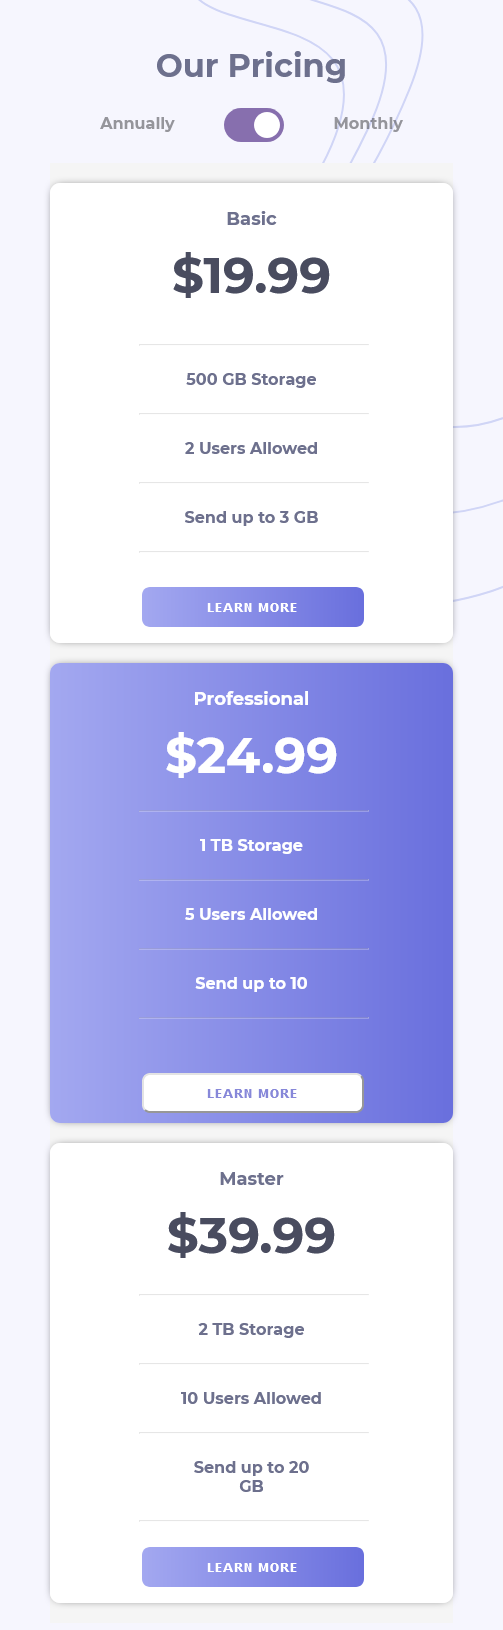 Our Pricing
Annually
Monthly
Basic
$19.99
500 GB Storage
2 Users Allowed
Send up to 3 GB
LEARN MORE
Professional
$24.99
1 TB Storage
5 Users Allowed
Send up to 10
LEARN MORE
Master
$39.99
2 TB Storage
10 Users Allowed
Send up to 20
GB
LEARN MORE